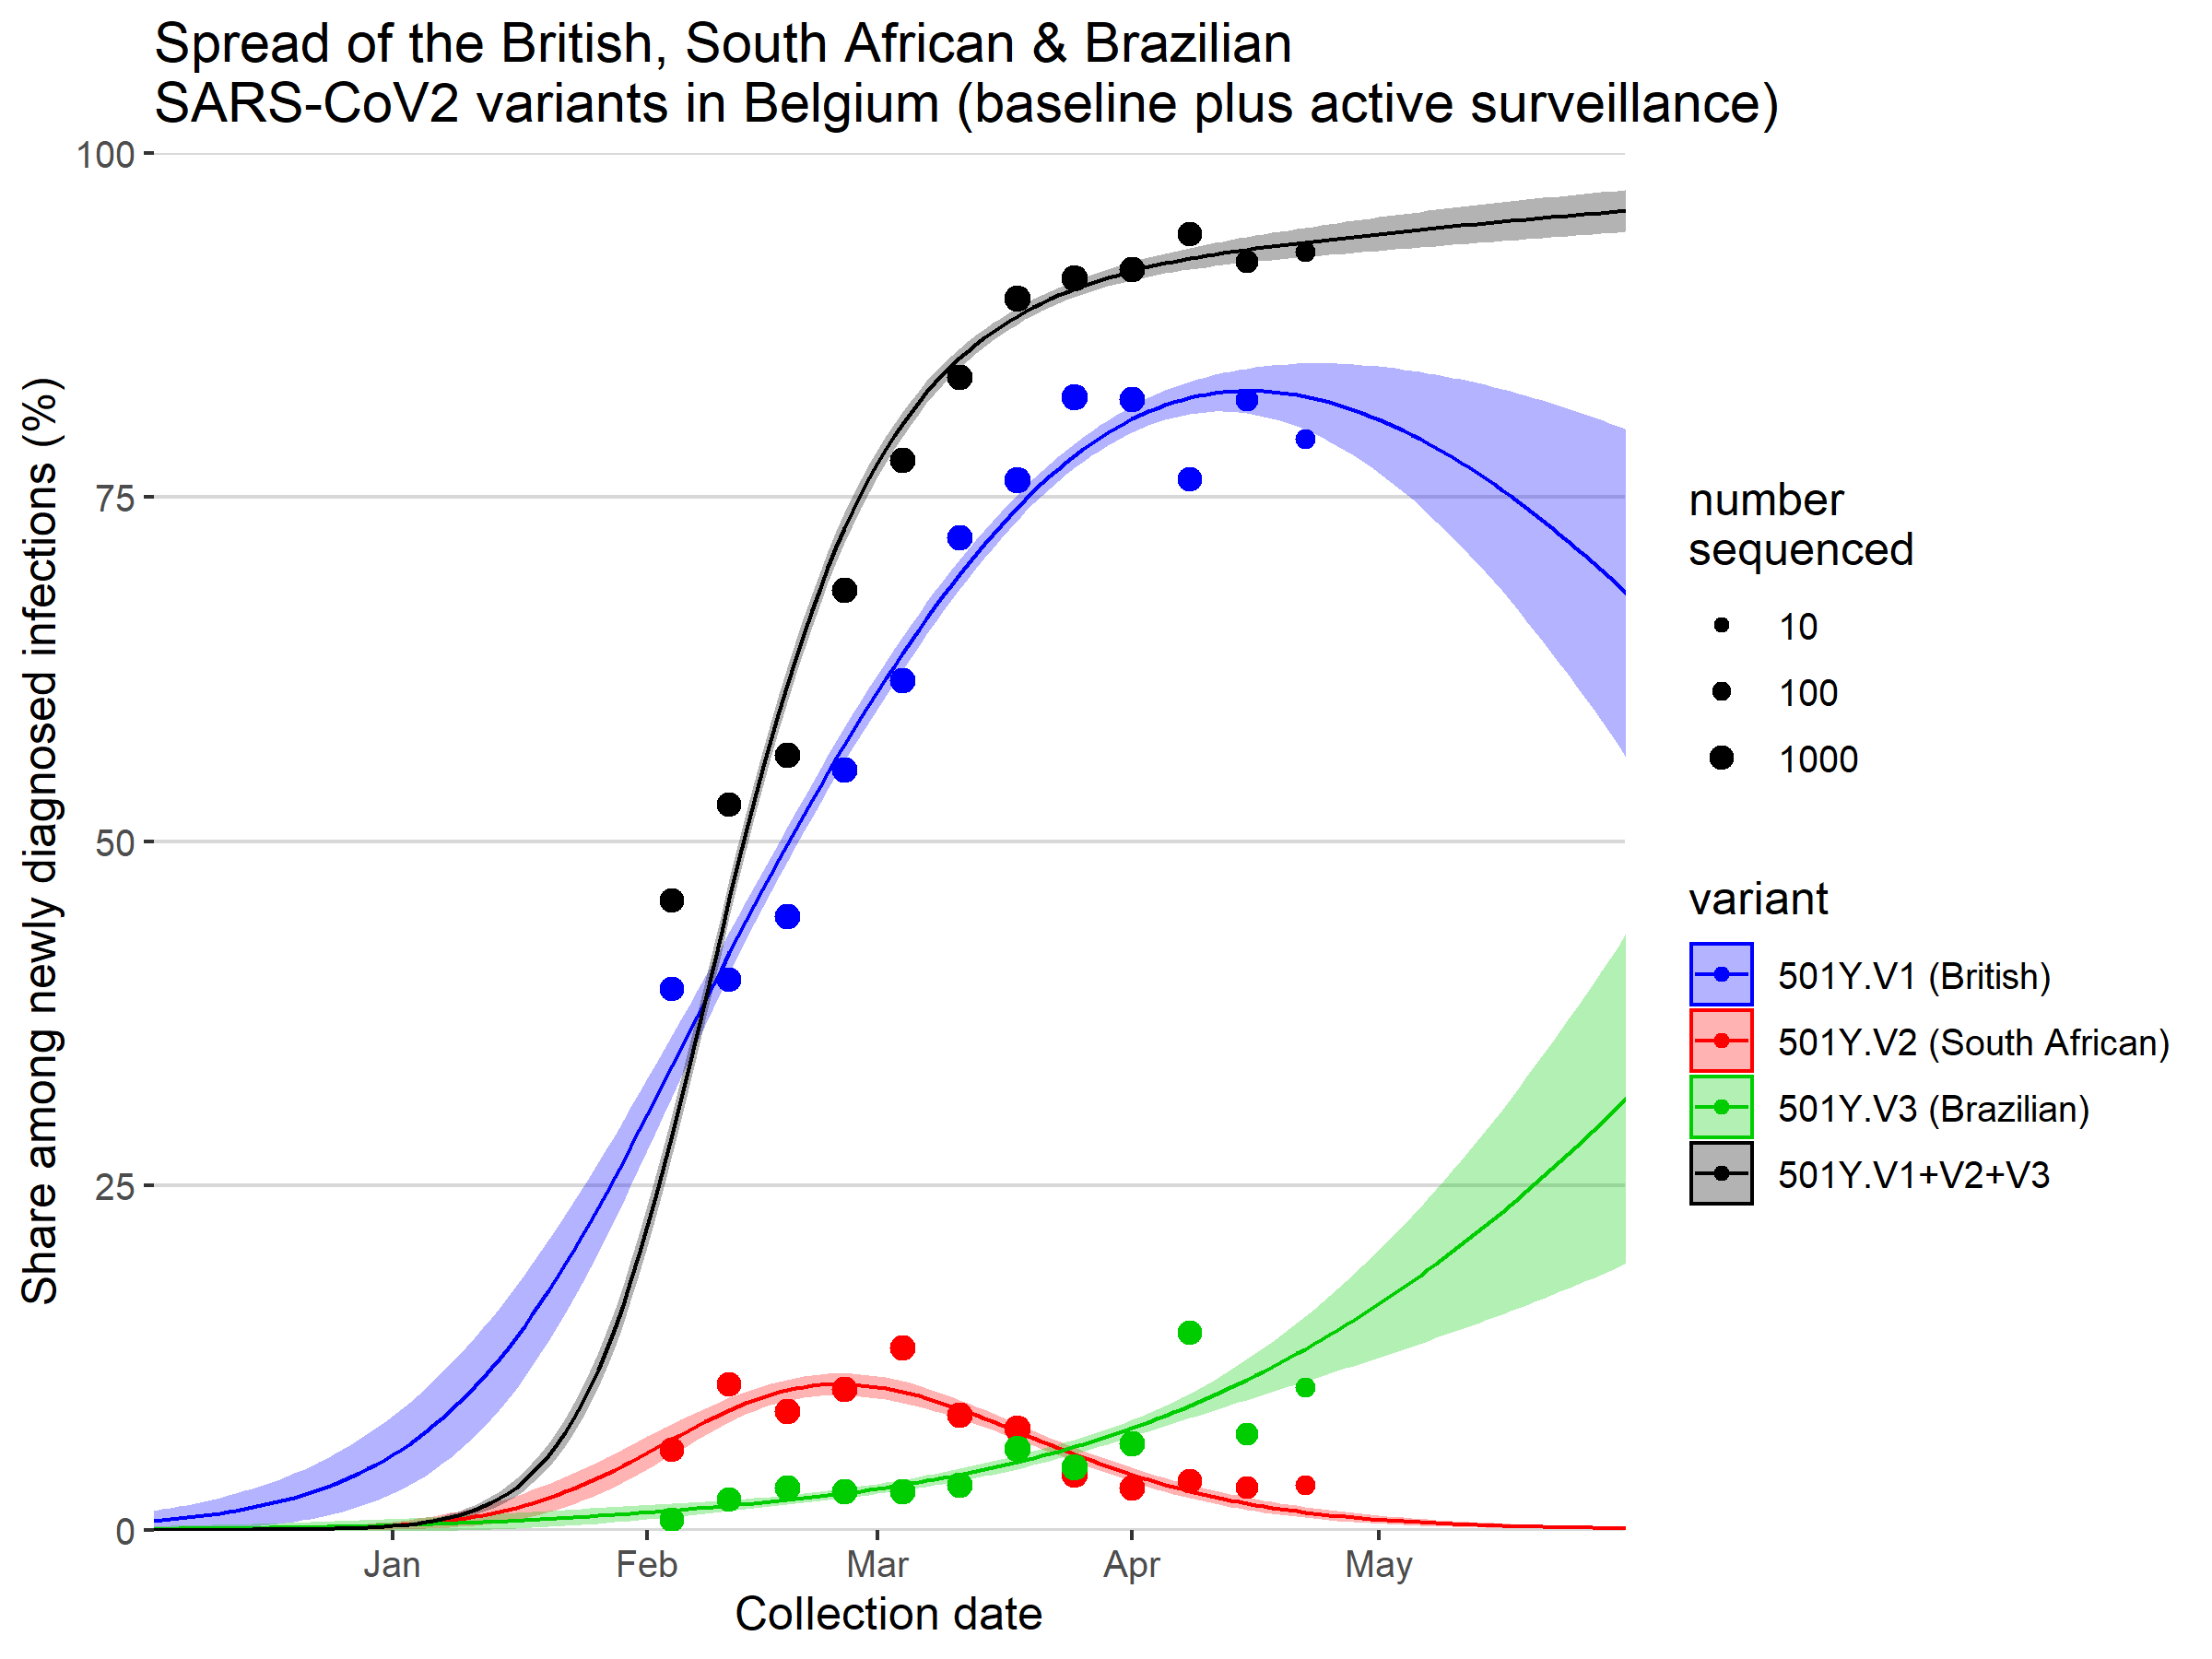 Spread of the British, South African & Brazilian
SARS-CoV2 variants in Belgium (baseline plus active surveillance)
Share among newly diagnosed infections (%)
100
75
50
25
0
Jan
Feb
Mar
Apr
May
Collection date
number
sequenced
10
100
1000
variant
501Y.V1 (British)
501Y.V2 (South African)
501Y.V3 (Brazilian)
501Y.V1+V2+V3